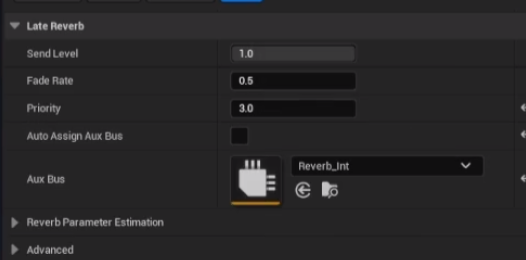 Late Reverb
Send Level 1.0
Fade Rate 0.5
Priority 3.0
Auto Assign Aux Bus
Aux Bus Reverb_Int
Reverb Parameter Estimation
Advanced